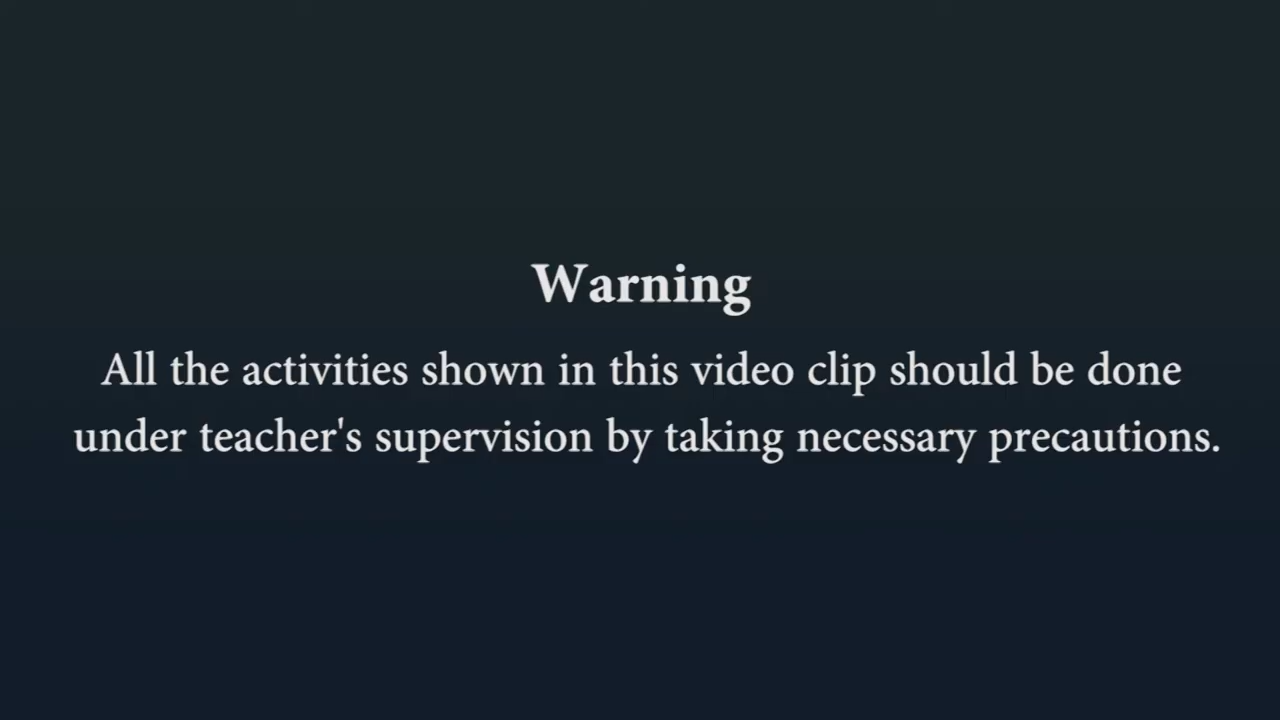 Warning
All the activities shown in this video clip should be done
under teacher's supervision by taking necessary precautions.